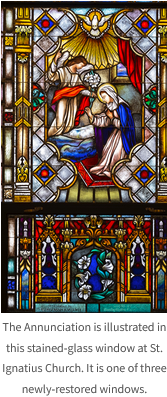 The Annunciation is illustrated in
this stained-glass window at St.
Ignatius Church. It is one of three
newly-restored windows.